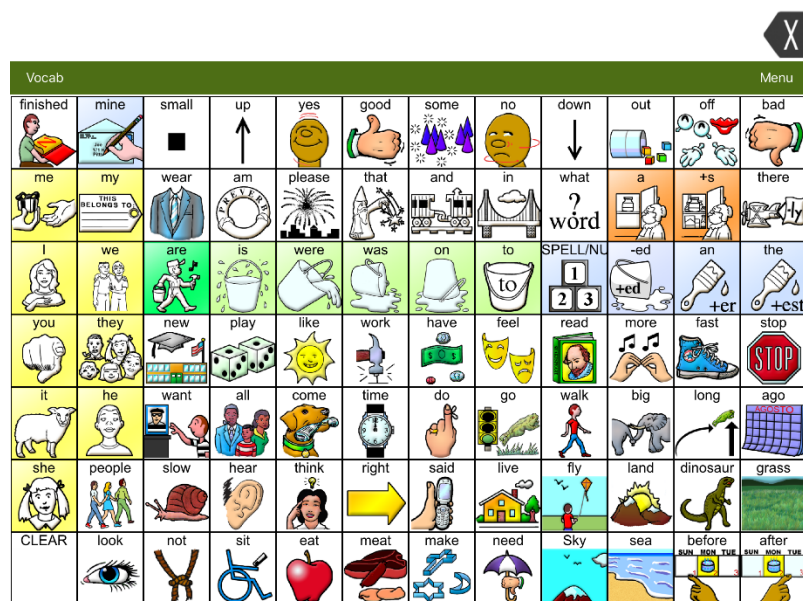 X
Vocab Menu
finished mine small up yes good some no down out off bad
me my wear am please that and in what a +s there
THIS
BELONGS TO
PREVERB
?
word
I we are is were was on to SPELL/NU -ed an the
to
1
2 3
+ed
+er
+est
you they new play like work have feel read more fast stop
STOP
it he want all come time do go walk big long ago
AGOSTO
she people slow hear think right said live fly land dinosaur grass
CLEAR look not sit eat meat make need Sky sea before after
SUN MON TUE SUN MON TUE